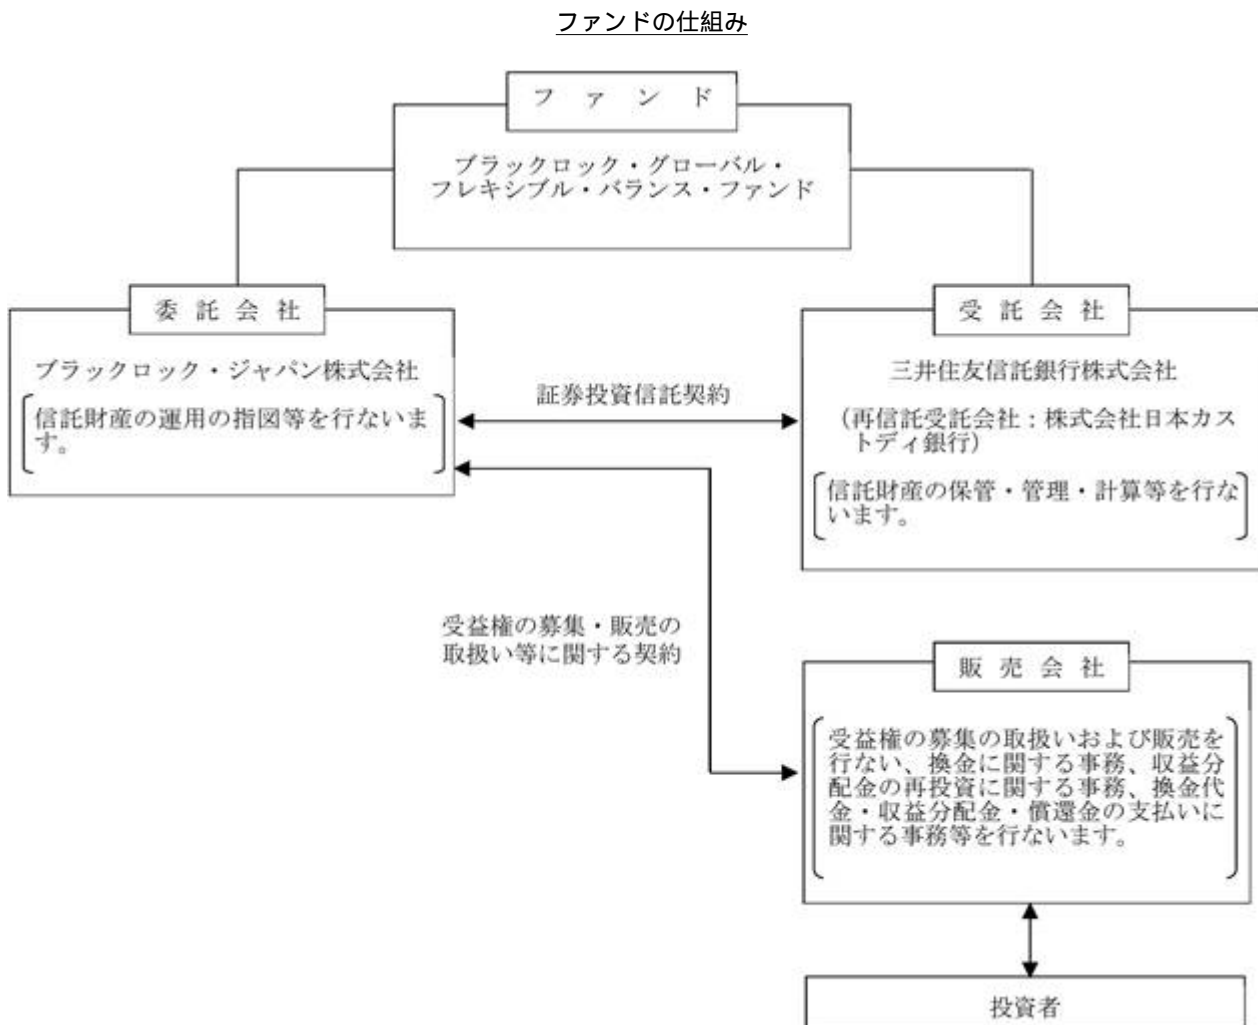 ファンドの仕組み
ファンド
ブラックロック・グローバル・
フレキシブル・バランス・ファンド
委託会社
ブラックロック・ジャパン株式会社
信託財産の運用の指図等を行ないま
す。
証券投資信託契約
受託会社
三井住友信託銀行株式会社
(再信託受託会社:株式会社日本カス
トディ銀行)
信託財産の保管・管理・計算等を行な
います。
受益権の募集・販売の
取扱い等に関する契約
販売会社
受益権の募集の取扱いおよび販売を
行ない、換金に関する事務、収益分
配金の再投資に関する事務、換金代
金・収益分配金・償還金の支払いに
関する事務等を行ないます。
投資者